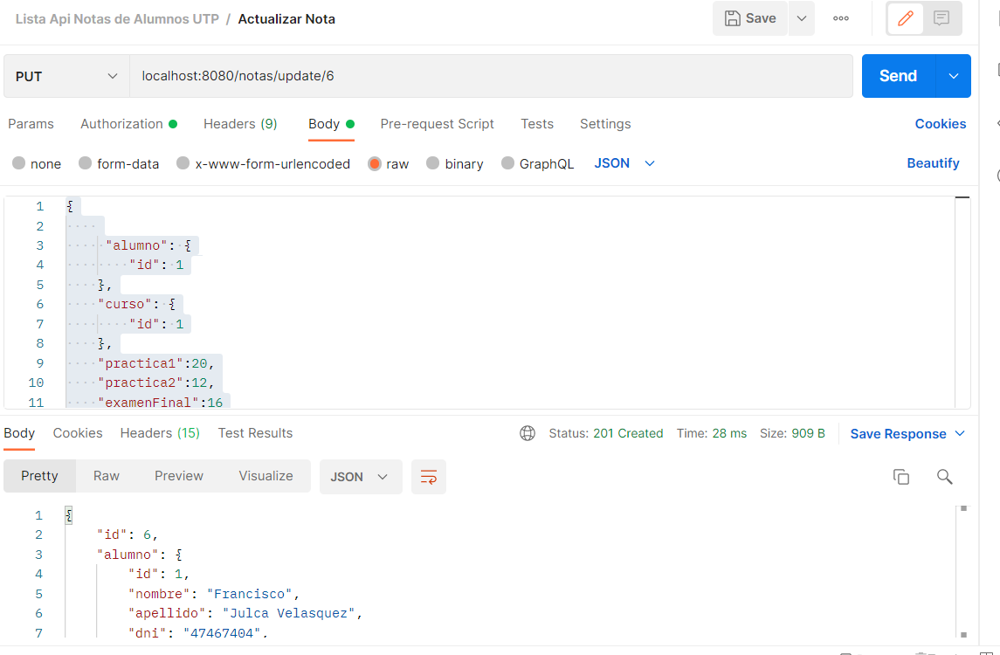 Lista Api Notas de Alumnos UTP / Actualizar Nota
Save
PUT
localhost:8080/notas/update/6
Send
Params Authorization Headers (9) Body Pre-request Script Tests Settings Cookies
none form-data x-www-form-urlencoded raw binary GraphQL JSON Beautify
1 {
2
3 "alumno": {
4 "id": 1
5 },
6 "curso": {
7 "id": 1
8 },
9 "practica1":20,
10 "practica2":12,
11 "examenFinal":16
Body Cookies Headers (15) Test Results Status: 201 Created Time: 28 ms Size: 909 B Save Response
Pretty Raw Preview Visualize JSON
1 {
2 "id": 6,
3 "alumno": {
4 "id": 1,
5 "nombre": "Francisco",
6 "apellido": "Julca Velasquez",
7 "dni": "47467404",